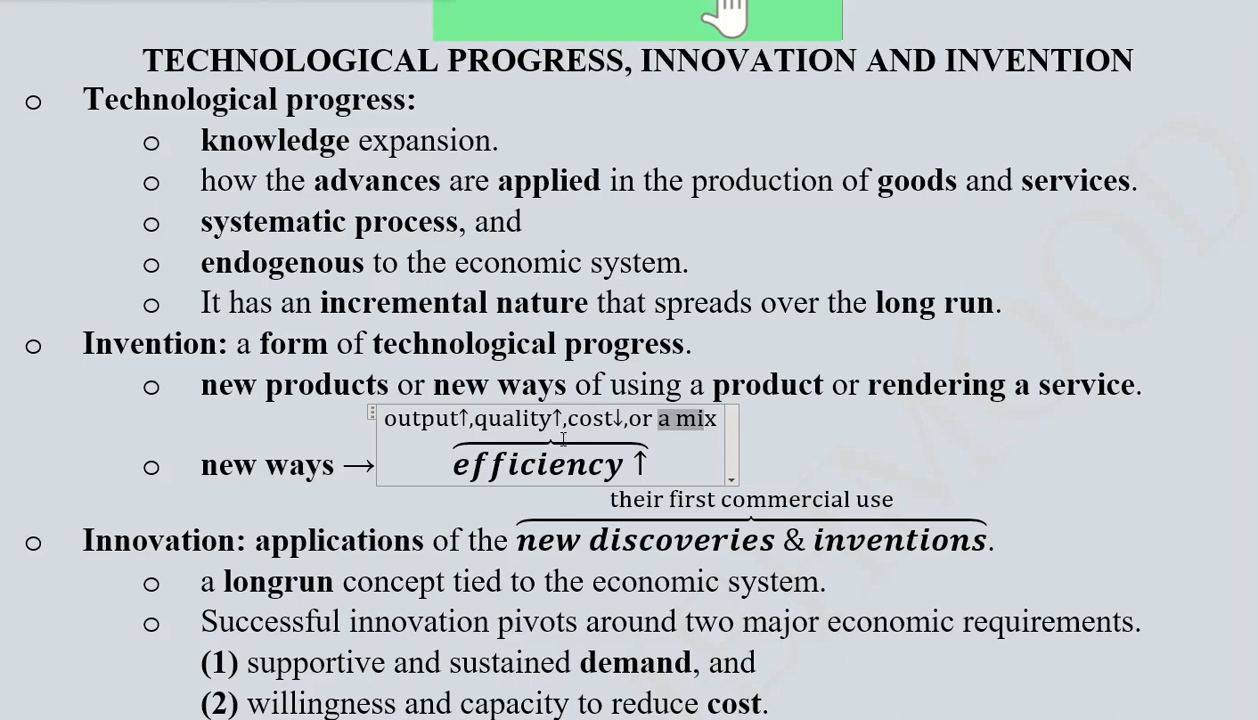 TECHNOLOGICAL PROGRESS, INNOVATION AND INVENTION
o Technological progress:
o knowledge expansion.
o how the advances are applied in the production of goods and services.
o systematic process, and
o endogenous to the economic system.
o It has an incremental nature that spreads over the long run.
o Invention: a form of technological progress.
o new products or new ways of using a product or rendering a service.
output↑,quality↑,cost↓,or a mix
o new ways → efficiency ↑
their first commercial use
o Innovation: applications of the new discoveries & inventions.
o a longrun concept tied to the economic system.
o Successful innovation pivots around two major economic requirements.
(1) supportive and sustained demand, and
(2) willingness and capacity to reduce cost.